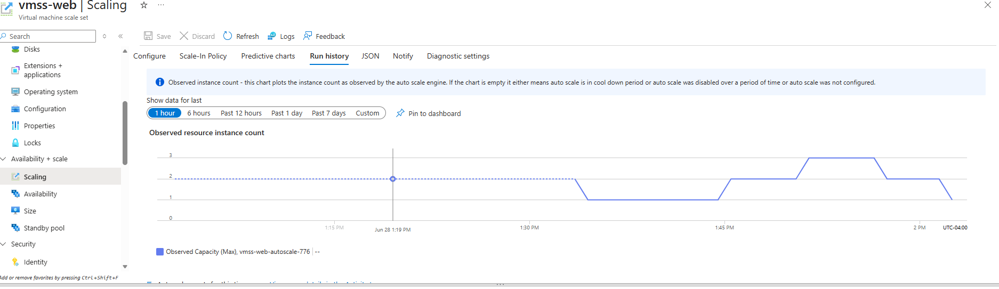 vmss-web | Scaling
Virtual machine scale set
Search
Save Discard Refresh Logs Feedback
Disks
Extensions +
applications
Operating system
Configuration
Properties
Locks
Availability + scale
Scaling
Availability
Size
Standby pool
Security
Identity
Add or remove favorites by pressing Ctrl+Shift+F
Configure Scale-In Policy Predictive charts Run history JSON Notify Diagnostic settings
Observed instance count - this chart plots the instance count as observed by the auto scale engine. If the chart is empty it either means auto scale is in cool down period or auto scale was disabled over a period of time or auto scale was not configured.
Show data for last
1 hour 6 hours Past 12 hours Past 1 day Past 7 days Custom Pin to dashboard
Observed resource instance count
3
2
1
0
1:15 PM Jun 28 1:19 PM 1:30 PM 1:45 PM 2 PM UTC-04:00
Observed Capacity (Max), vmss-web-autoscale-776 --